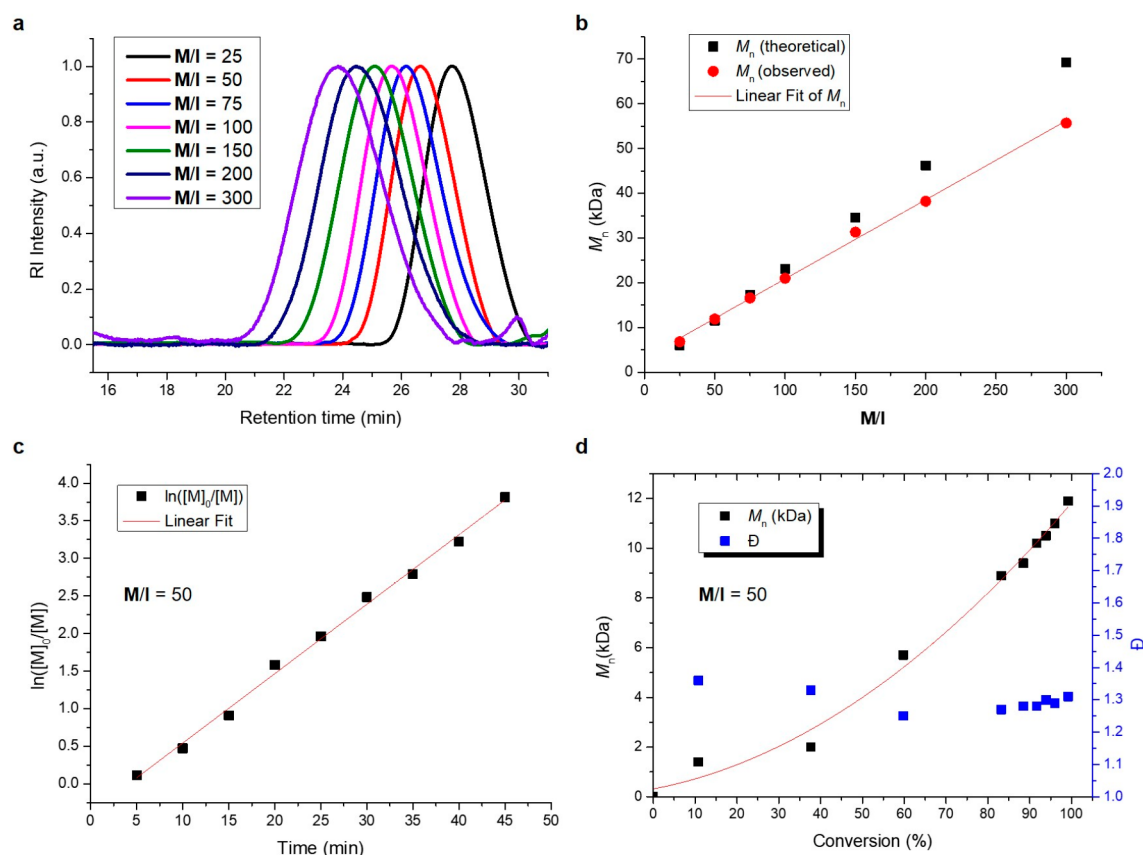 a
M/I = 25
M/I = 50
M/I = 75
M/I = 100
M/I = 150
M/I = 200
M/I = 300
1.0
0.8
0.6
0.4
0.2
0.0
RI Intensity (a.u.)
16 18 20 22 24 26 28 30
Retention time (min)
b
Mn (theoretical)
Mn (observed)
Linear Fit of Mn
70
60
50
40
30
20
10
0
Mn (kDa)
0 50 100 150 200 250 300
M/I
c
ln([M]0/[M])
Linear Fit
M/I = 50
4.0
3.5
3.0
2.5
2.0
1.5
1.0
0.5
0.0
ln([M]0/[M])
0 5 10 15 20 25 30 35 40 45 50
Time (min)
d
Mn (kDa)
Đ
M/I = 50
12
10
8
6
4
2
0
Mn(kDa)
2.0
1.9
1.8
1.7
1.6
1.5
1.4
1.3
1.2
1.1
1.0
Đ
0 10 20 30 40 50 60 70 80 90 100
Conversion (%)